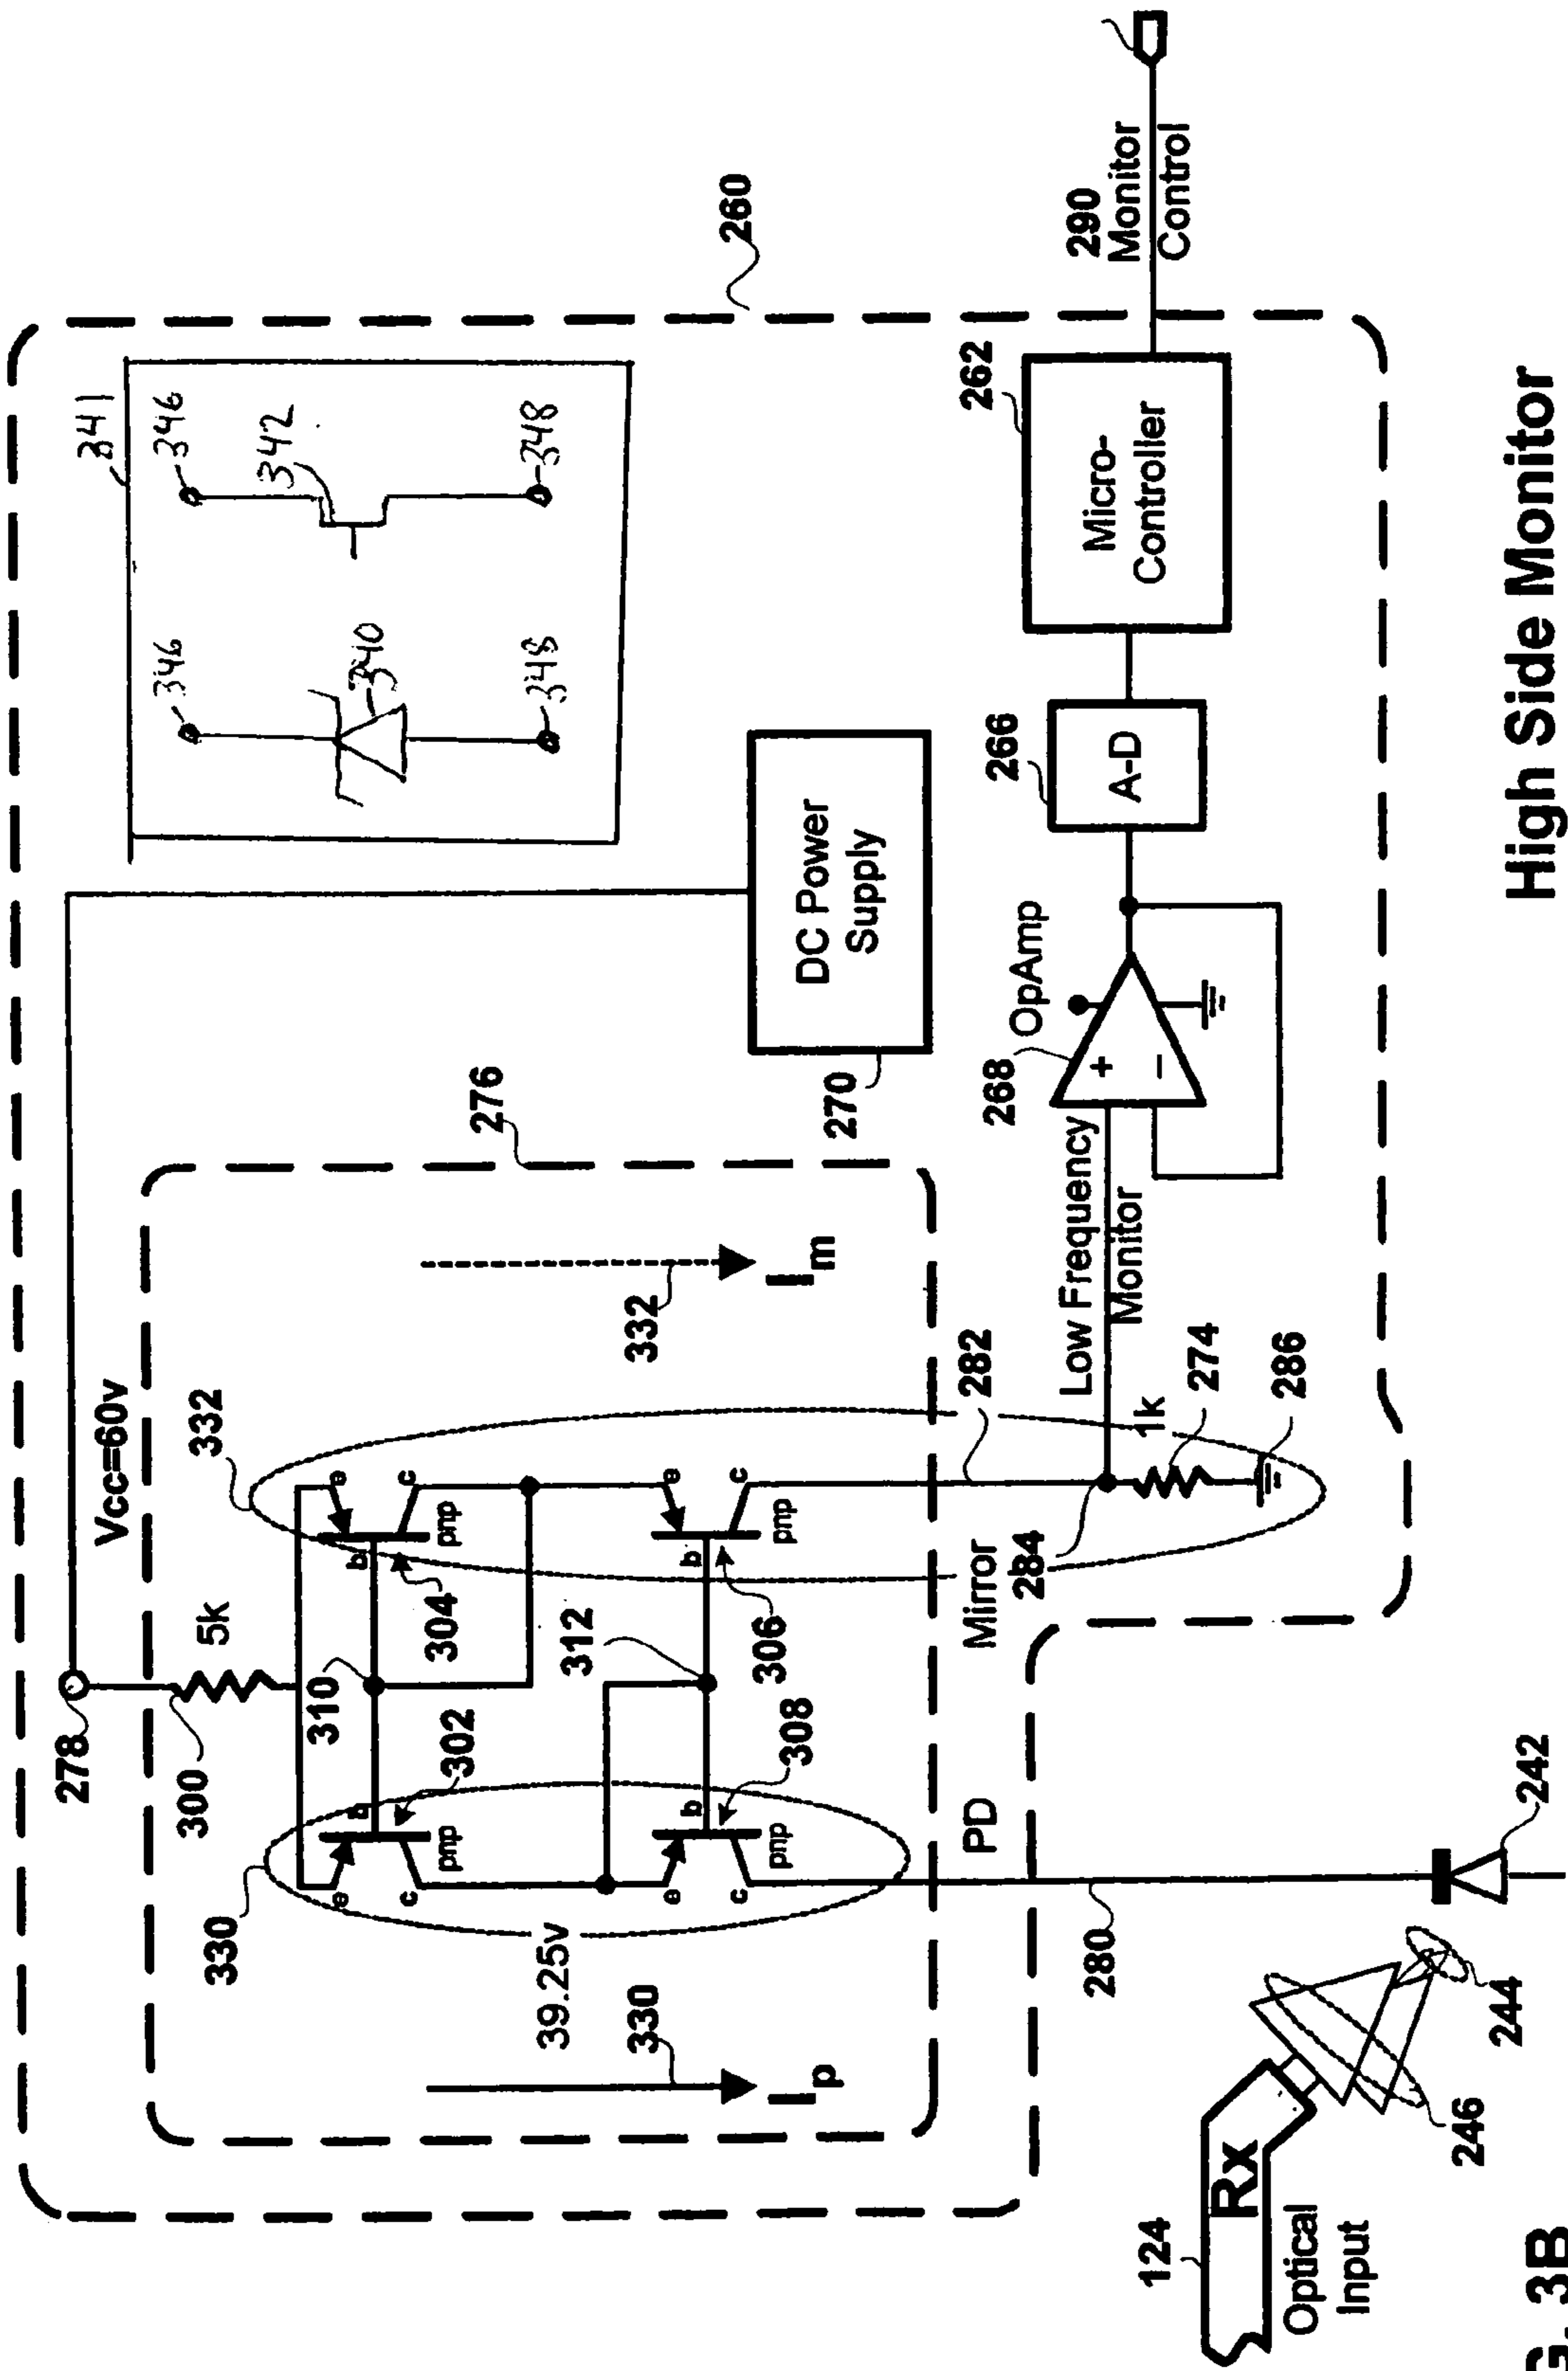 278
Vcc=60v
300
5k
332
276
341
346
346
342
340
348
348
260
e
e
b
b
c
c
pnp
pnp
310
302
304
330
312
39.25v
e
e
b
b
c
c
pnp
pnp
308
306
330
332
Ip
Im
DC Power
Supply
270
PD
Mirror
282
284
Low Frequency
Monitor
1k
274
286
268
OpAmp
+
−
266
A-D
262
Micro-
Controller
290
Monitor
Control
280
124
Rx
Optical
Input
246
244
242
G. 3B
High Side Monitor